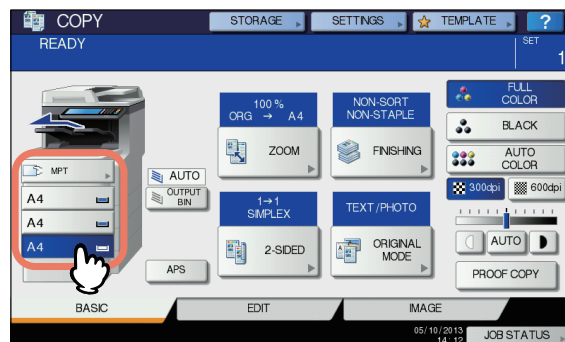 COPY
STORAGE
SETTINGS
TEMPLATE
?
READY
SET
1
MPT
A4
A4
A4
AUTO
OUTPUT
BIN
APS
100 %
ORG → A4
ZOOM
NON-SORT
NON-STAPLE
FINISHING
1→1
SIMPLEX
2-SIDED
TEXT/PHOTO
ORIGINAL
MODE
FULL
COLOR
BLACK
AUTO
COLOR
300dpi
600dpi
AUTO
PROOF COPY
BASIC
EDIT
IMAGE
05/10/2013
14:12
JOB STATUS